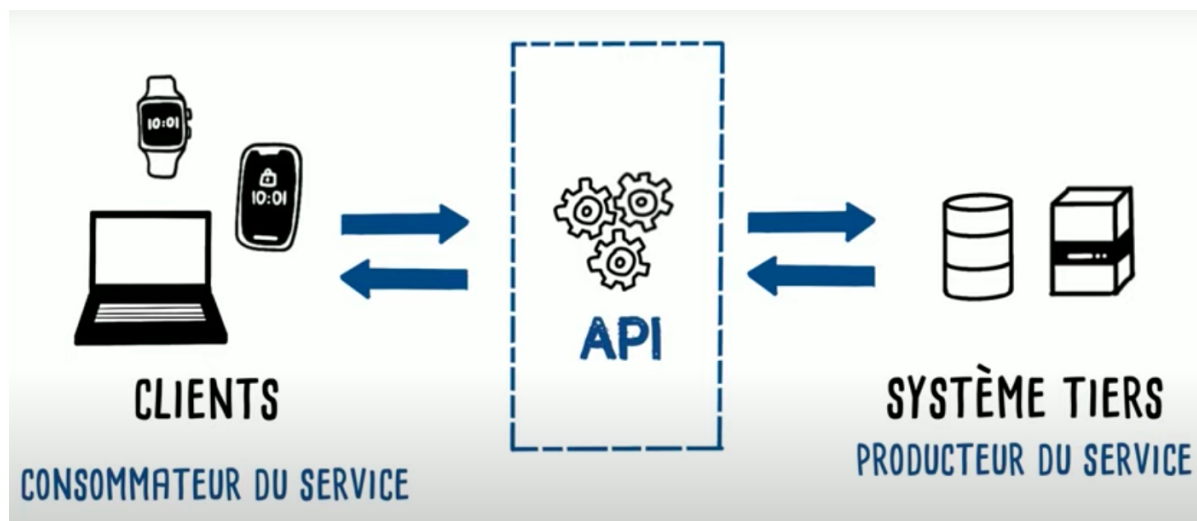 10:01
10:01
API
CLIENTS
SYSTÈME TIERS
CONSOMMATEUR DU SERVICE
PRODUCTEUR DU SERVICE